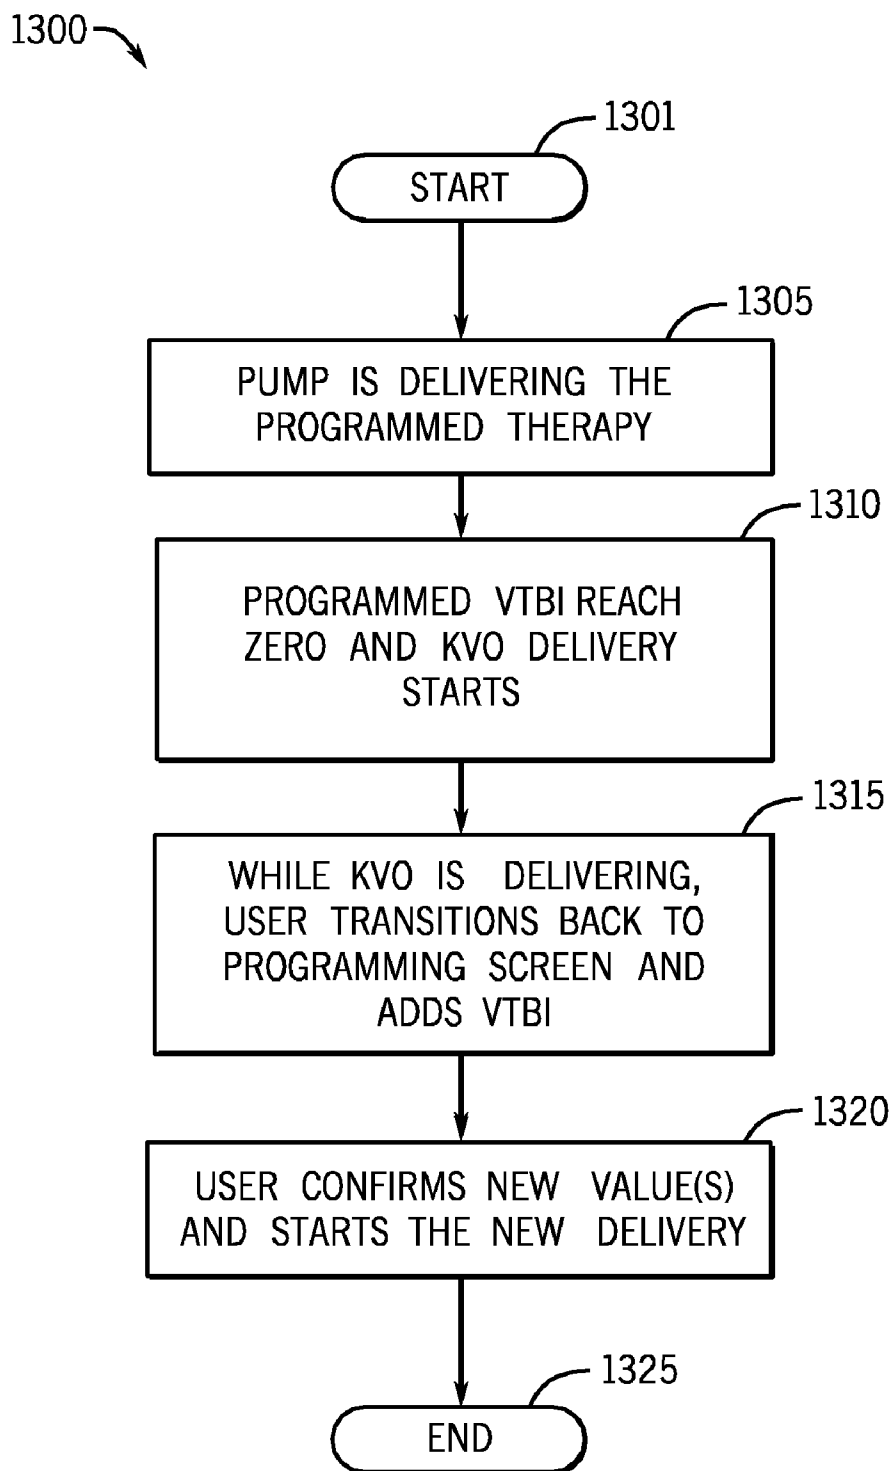 1300
1301
START
1305
PUMP IS DELIVERING THE
PROGRAMMED THERAPY
1310
PROGRAMMED VTBI REACH
ZERO AND KVO DELIVERY
STARTS
1315
WHILE KVO IS DELIVERING,
USER TRANSITIONS BACK TO
PROGRAMMING SCREEN AND
ADDS VTBI
1320
USER CONFIRMS NEW VALUE(S)
AND STARTS THE NEW DELIVERY
1325
END